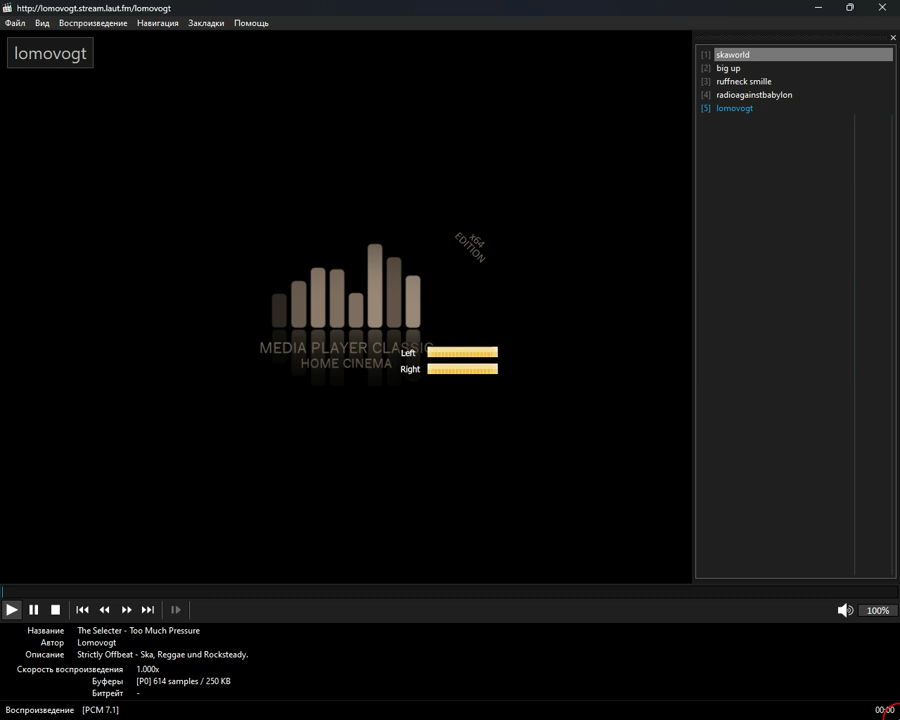 http://lomovogt.stream.laut.fm/lomovogt
Файл Вид Воспроизведение Навигация Закладки Помощь
lomovogt
[1] skaworld
[2] big up
[3] ruffneck smille
[4] radioagainstbabylon
[5] lomovogt
x64
EDITION
MEDIA PLAYER CLASSIC
HOME CINEMA
Left
Right
100%
Название The Selecter - Too Much Pressure
Автор Lomovogt
Описание Strictly Offbeat - Ska, Reggae und Rocksteady.
Скорость воспроизведения 1.000x
Буферы [P0] 614 samples / 250 KB
Битрейт -
Воспроизведение [PCM 7.1] 00:00